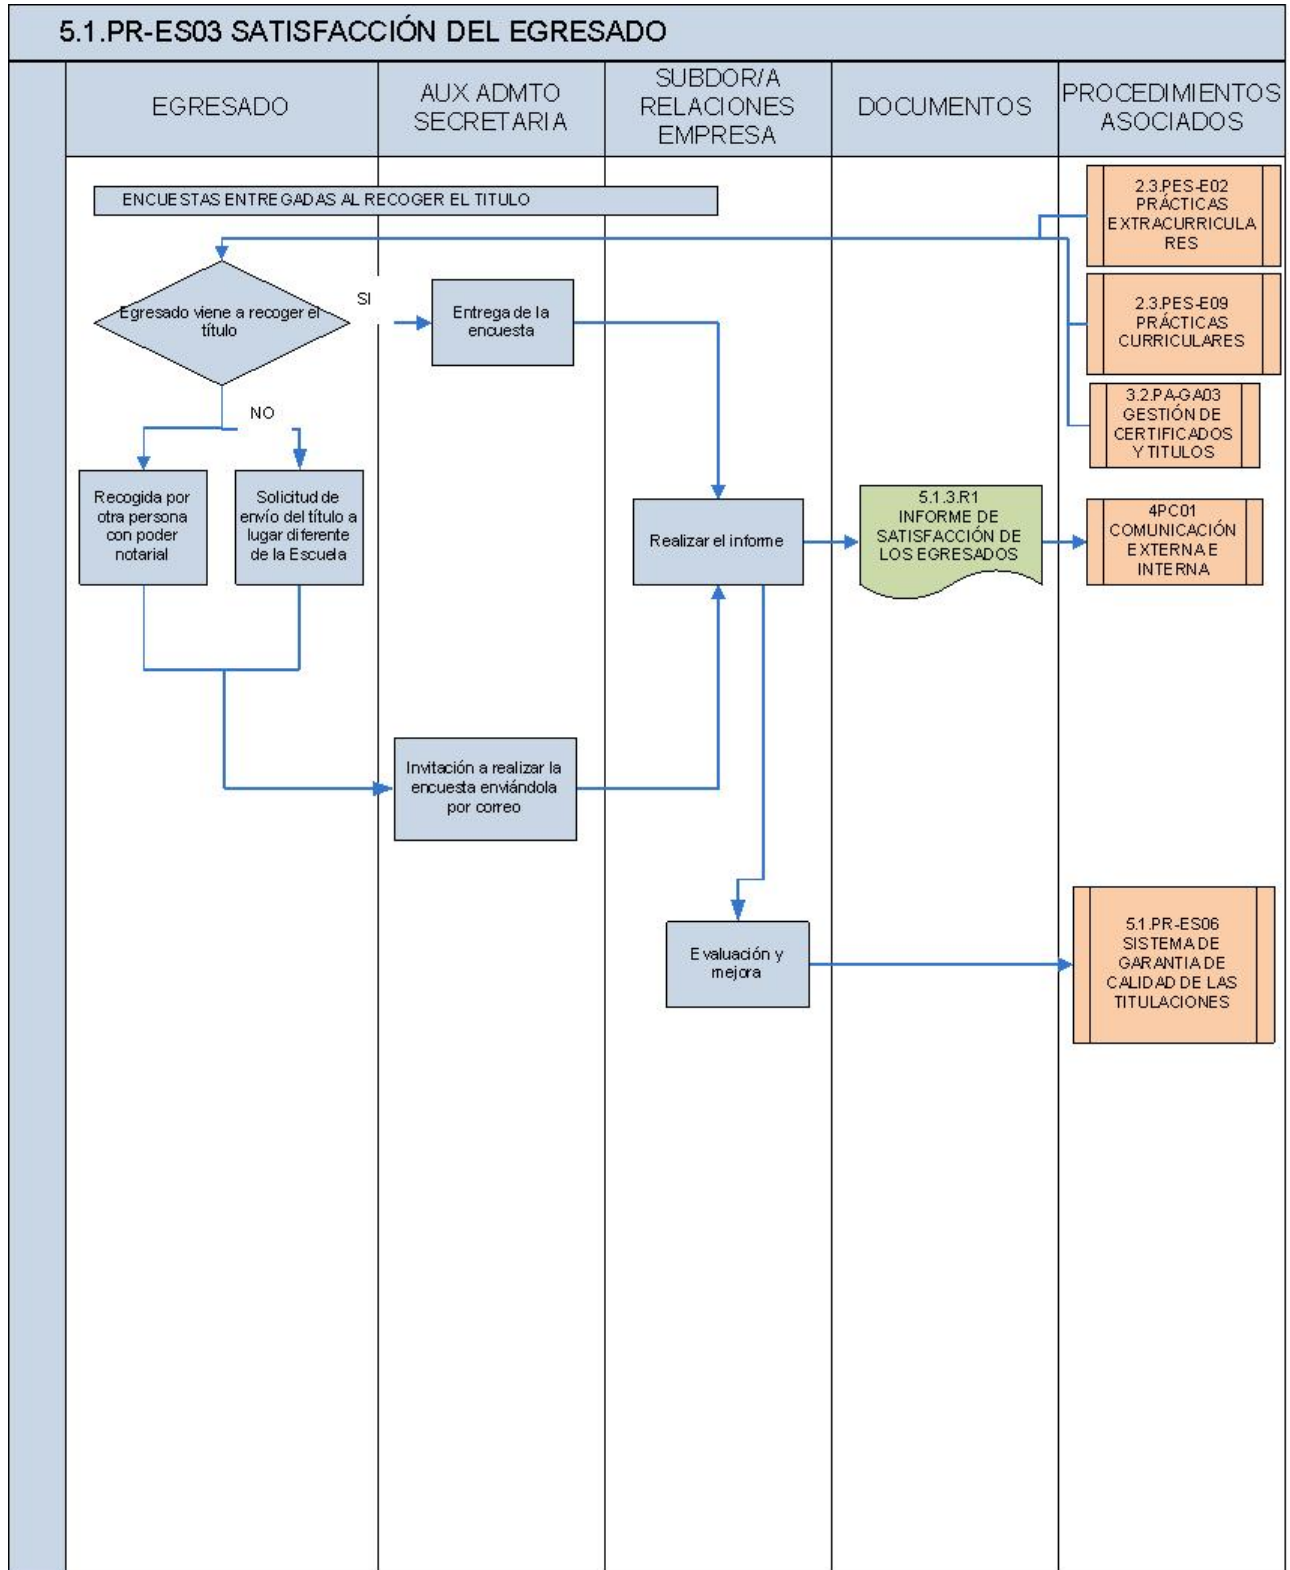 5.1.PR-ES03 SATISFACCIÓN DEL EGRESADO
EGRESADO
AUX ADMTO
SECRETARIA
SUBDOR/A
RELACIONES
EMPRESA
DOCUMENTOS
PROCEDIMIENTOS
ASOCIADOS
ENCUESTAS ENTREGADAS AL RECOGER EL TITULO
2.3.PES-E02
PRÁCTICAS
EXTRACURRICULA
RES
Egresado viene a recoger el
título
SI
Entrega de la
encuesta
2.3.PES-E09
PRÁCTICAS
CURRICULARES
NO
3.2.PA-GA03
GESTIÓN DE
CERTIFICADOS
Y TITULOS
Recogida por
otra persona
con poder
notarial
Solicitud de
envío del título a
lugar diferente
de la Escuela
Realizar el informe
5.1.3.R1
INFORME DE
SATISFACCIÓN DE
LOS EGRESADOS
4PC01
COMUNICACIÓN
EXTERNA E
INTERNA
Invitación a realizar la
encuesta enviándola
por correo
Evaluación y
mejora
5.1.PR-ES06
SISTEMA DE
GARANTIA DE
CALIDAD DE LAS
TITULACIONES